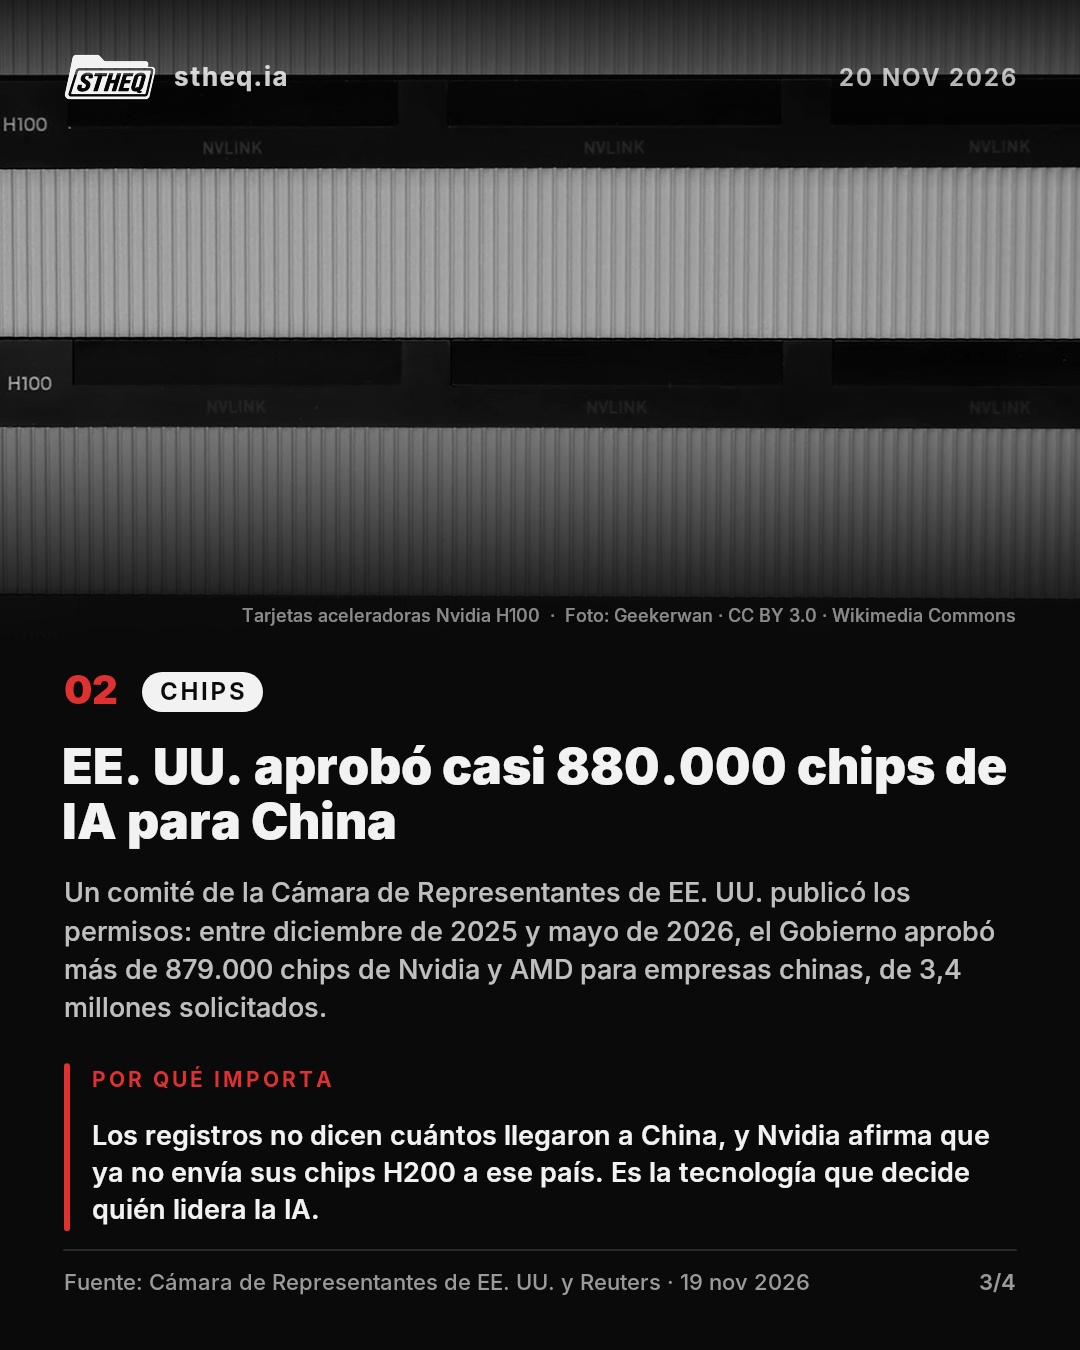 STHEQ stheq.ia
20 NOV 2026
H100
NVLINK NVLINK NVLINK
H100
NVLINK NVLINK NVLINK
Tarjetas aceleradoras Nvidia H100 · Foto: Geekerwan · CC BY 3.0 · Wikimedia Commons
02 CHIPS
EE. UU. aprobó casi 880.000 chips de
IA para China
Un comité de la Cámara de Representantes de EE. UU. publicó los
permisos: entre diciembre de 2025 y mayo de 2026, el Gobierno aprobó
más de 879.000 chips de Nvidia y AMD para empresas chinas, de 3,4
millones solicitados.
POR QUÉ IMPORTA
Los registros no dicen cuántos llegaron a China, y Nvidia afirma que
ya no envía sus chips H200 a ese país. Es la tecnología que decide
quién lidera la IA.
Fuente: Cámara de Representantes de EE. UU. y Reuters · 19 nov 2026
3/4